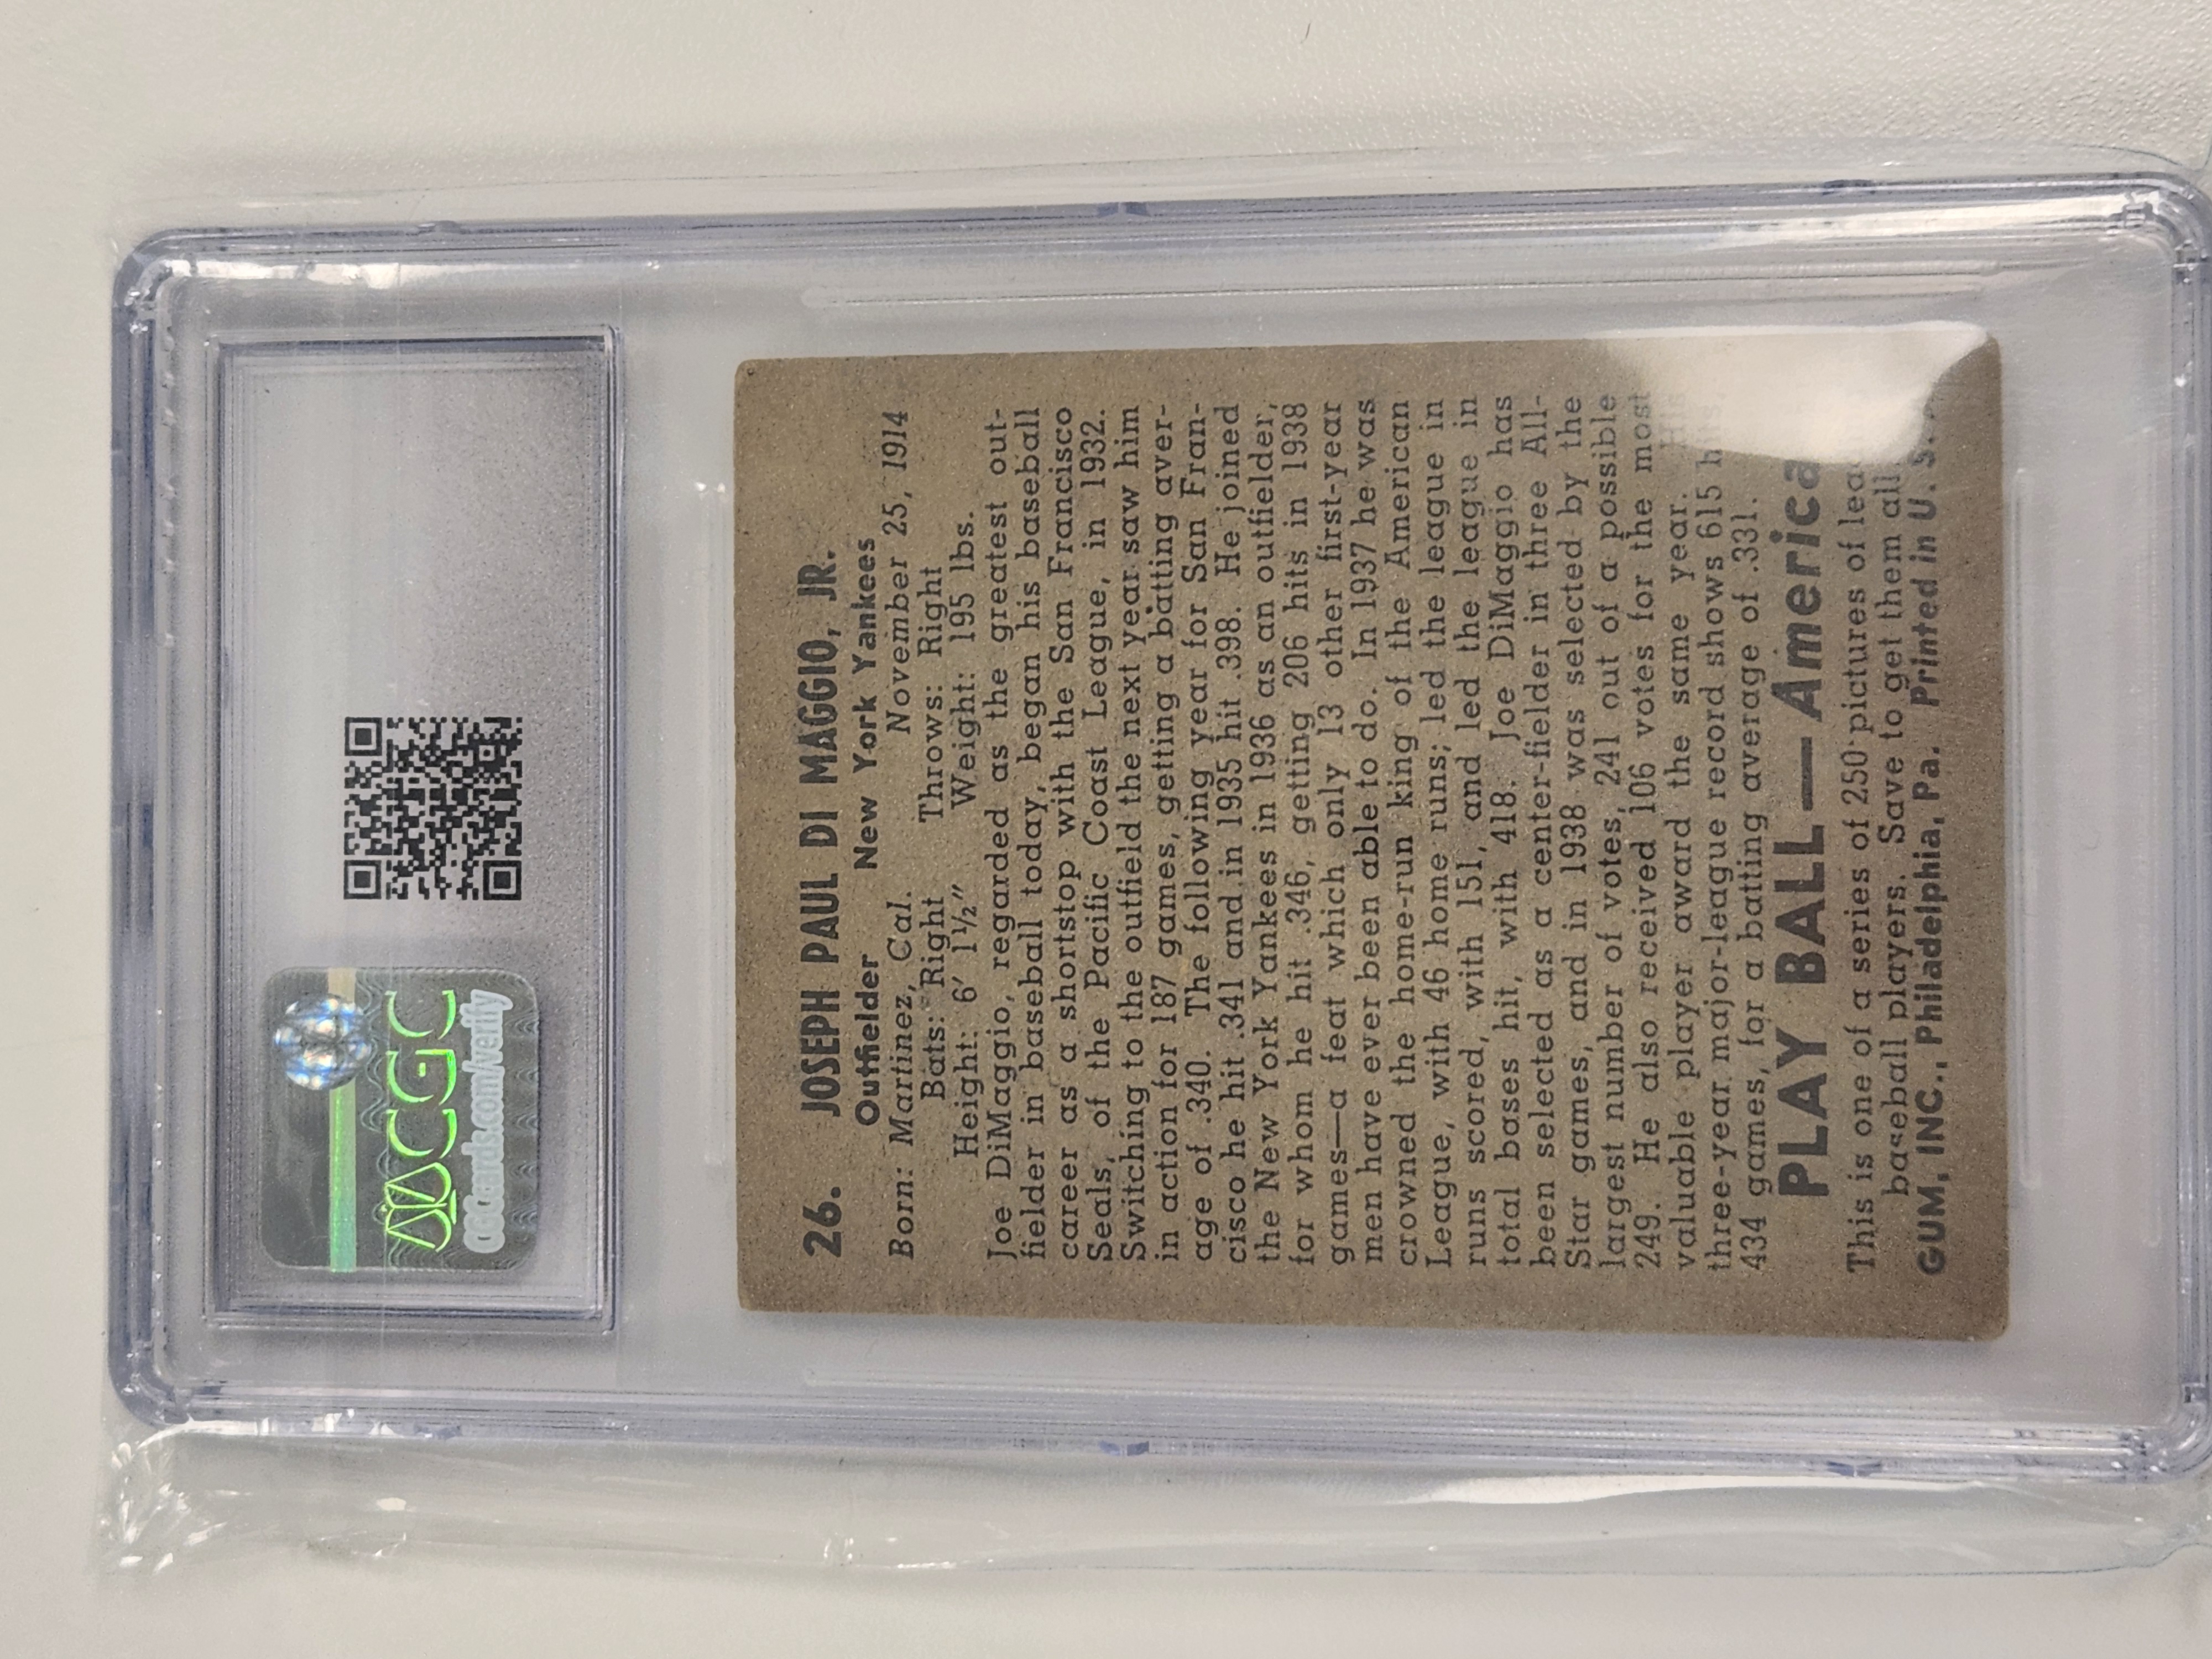 CGC
CGCcards.com/verify
26. JOSEPH PAUL DI MAGGIO, JR.
Outfielder New York Yankees
Born: Martinez, Cal. November 25, 1914
Bats: Right Throws: Right
Height: 6' 1½" Weight: 195 lbs.
Joe DiMaggio, regarded as the greatest out-
fielder in baseball today, began his baseball
career as a shortstop with the San Francisco
Seals, of the Pacific Coast League, in 1932.
Switching to the outfield the next year saw him
in action for 187 games, getting a batting aver-
age of .340. The following year for San Fran-
cisco he hit .341 and in 1935 hit .398. He joined
the New York Yankees in 1936 as an outfielder,
for whom he hit .346, getting 206 hits in 1938
games—a feat which only 13 other first-year
men have ever been able to do. In 1937 he was
crowned the home-run king of the American
League, with 46 home runs; led the league in
runs scored, with 151, and led the league in
total bases hit, with 418. Joe DiMaggio has
been selected as a center-fielder in three All-
Star games, and in 1938 was selected by the
largest number of votes, 241 out of a possible
249. He also received 106 votes for the most
valuable player award the same year. His
three-year major-league record shows 615
434 games, for a batting average of .331.
PLAY BALL—America
This is one of a series of 250 pictures of
baseball players. Save to get them all.
GUM, INC., Philadelphia, Pa. Printed in U.S.